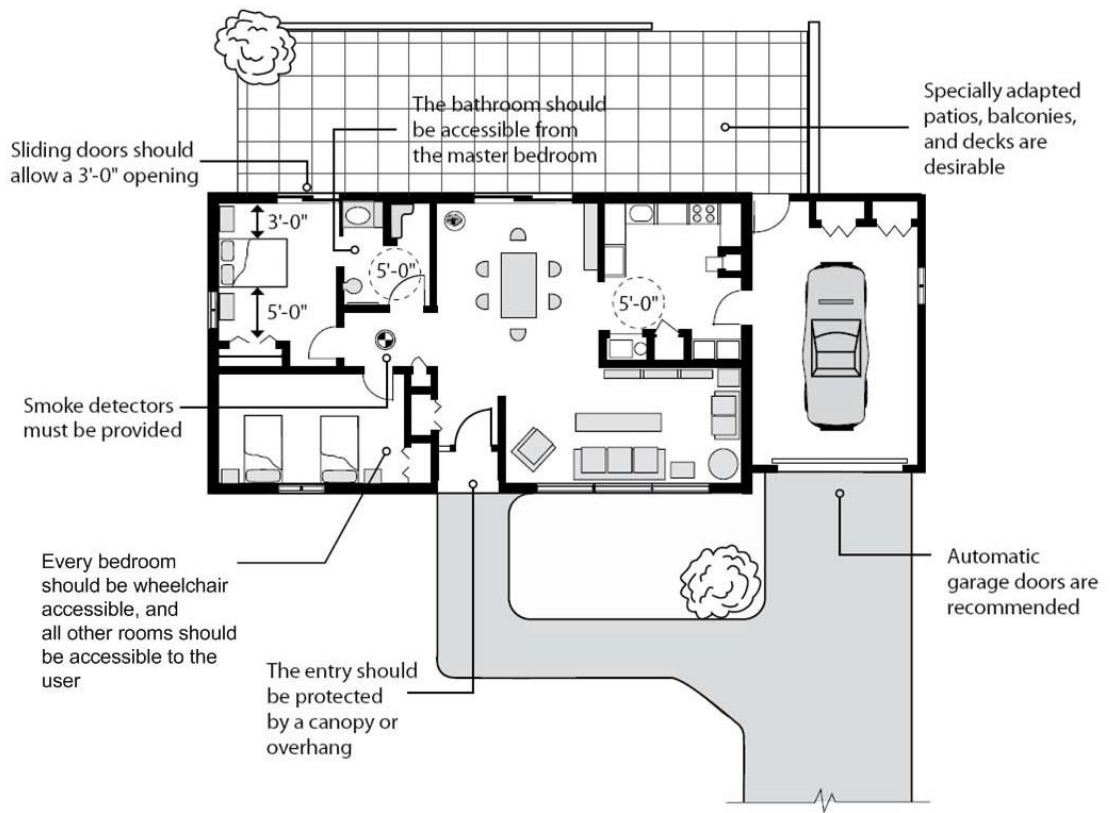 The bathroom should
be accessible from
the master bedroom
Specially adapted
patios, balconies,
and decks are
desirable
Sliding doors should
allow a 3'-0" opening
3'-0"
5'-0"
5'-0"
5'-0"
Smoke detectors
must be provided
Every bedroom
should be wheelchair
accessible, and
all other rooms should
be accessible to the
user
The entry should
be protected
by a canopy or
overhang
Automatic
garage doors are
recommended